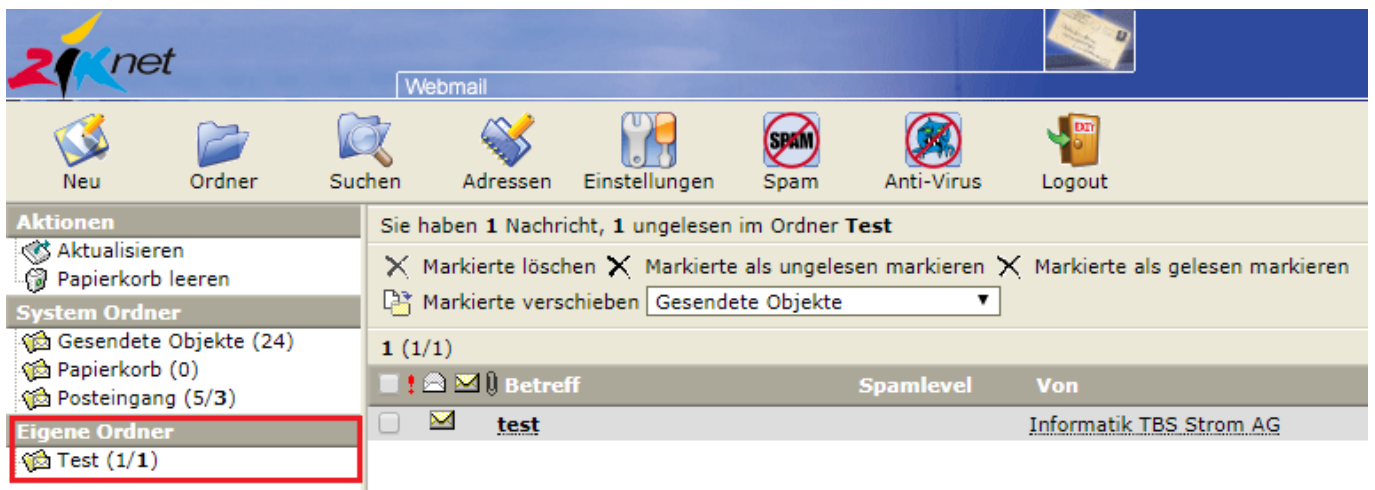 ziknet
Webmail
Neu Ordner Suchen Adressen Einstellungen SPAM Spam Anti-Virus EXIT Logout
Aktionen
Aktualisieren
Papierkorb leeren
System Ordner
Gesendete Objekte (24)
Papierkorb (0)
Posteingang (5/3)
Eigene Ordner
Test (1/1)
Sie haben 1 Nachricht, 1 ungelesen im Ordner Test
Markierte löschen Markierte als ungelesen markieren Markierte als gelesen markieren
Markierte verschieben Gesendete Objekte
1 (1/1)
Betreff Spamlevel Von
test Informatik TBS Strom AG